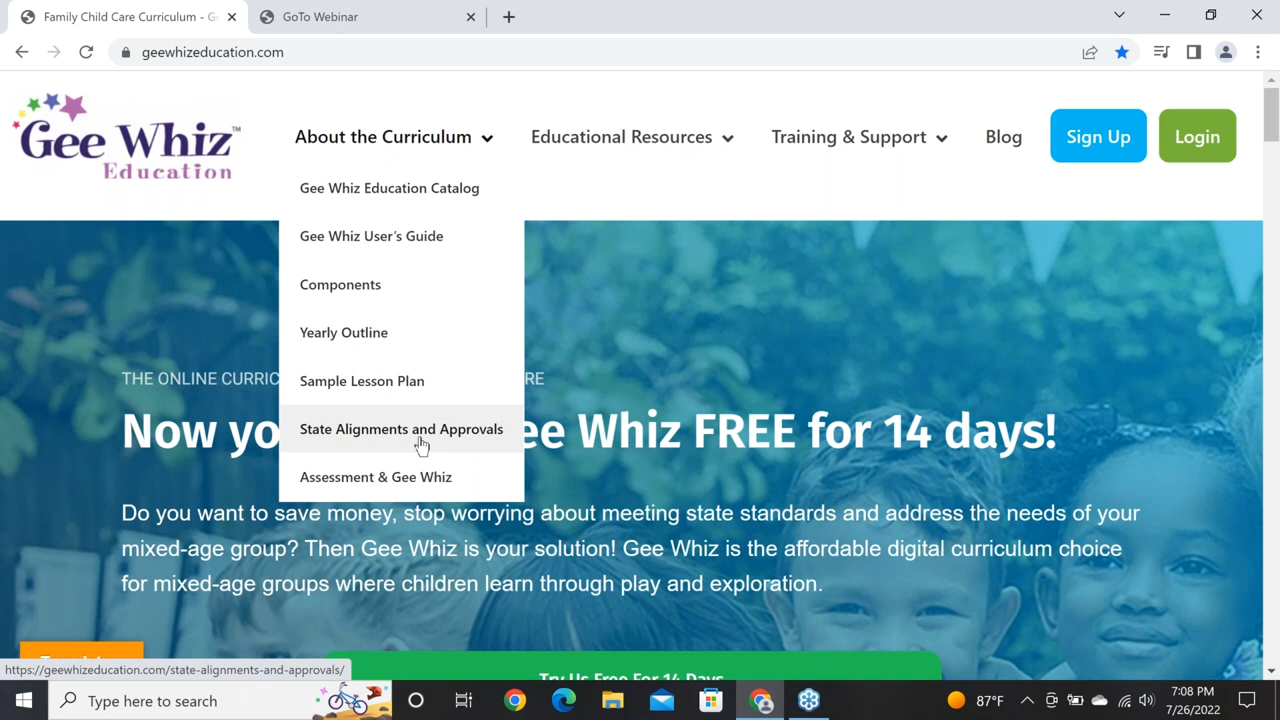 Family Child Care Curriculum - G
GoTo Webinar
geewhizeducation.com
Gee Whiz™
Education
About the Curriculum
Educational Resources
Training & Support
Blog
Sign Up
Login
Gee Whiz Education Catalog
Gee Whiz User's Guide
Components
Yearly Outline
Sample Lesson Plan
State Alignments and Approvals
Assessment & Gee Whiz
THE ONLINE CURRIC RE
Now yo ee Whiz FREE for 14 days!
Do you want to save money, stop worrying about meeting state standards and address the needs of your
mixed-age group? Then Gee Whiz is your solution! Gee Whiz is the affordable digital curriculum choice
for mixed-age groups where children learn through play and exploration.
Try Us Free For 14 Days
https://geewhizeducation.com/state-alignments-and-approvals/
Type here to search
87°F
7:08 PM
7/26/2022